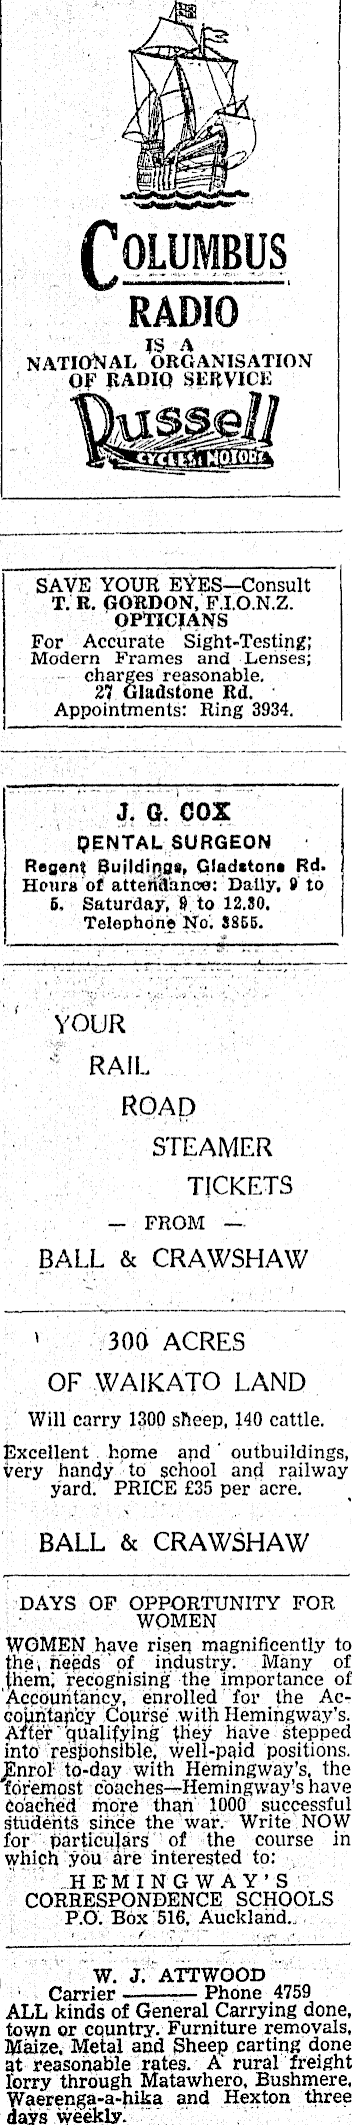 COLUMBUS
RADIO
IS A
NATIONAL ORGANISATION
OF RADIO SERVICE
Russell
CYCLES & MOTORS
SAVE YOUR EYES—Consult
T. R. GORDON, F.I.O.N.Z.
OPTICIANS
For Accurate Sight-Testing;
Modern Frames and Lenses;
charges reasonable.
27 Gladstone Rd.
Appointments: Ring 3934.
J. G. COX
DENTAL SURGEON
Regent Buildings, Gladstone Rd.
Hours of attendance: Daily, 9 to
5. Saturday, 9 to 12.30.
Telephone No. 3855.
YOUR
RAIL
ROAD
STEAMER
TICKETS
— FROM —
BALL & CRAWSHAW
300 ACRES
OF WAIKATO LAND
Will carry 1300 sheep, 140 cattle.
Excellent home and outbuildings,
very handy to school and railway
yard. PRICE £35 per acre.
BALL & CRAWSHAW
DAYS OF OPPORTUNITY FOR
WOMEN
WOMEN have risen magnificently to
the needs of industry. Many of
them, recognising the importance of
Accountancy, enrolled for the Ac-
countancy Course with Hemingway's.
After qualifying they have stepped
into responsible, well-paid positions.
Enrol to-day with Hemingway's, the
foremost coaches—Hemingway's have
coached more than 1000 successful
students since the war. Write NOW
for particulars of the course in
which you are interested to:
HEMINGWAY'S
CORRESPONDENCE SCHOOLS
P.O. Box 516, Auckland.
W. J. ATTWOOD
Carrier ——— Phone 4759
ALL kinds of General Carrying done,
town or country. Furniture removals,
Maize, Metal and Sheep carting done
at reasonable rates. A rural freight
lorry through Matawhero, Bushmere,
Waerenga-a-hika and Hexton three
days weekly.